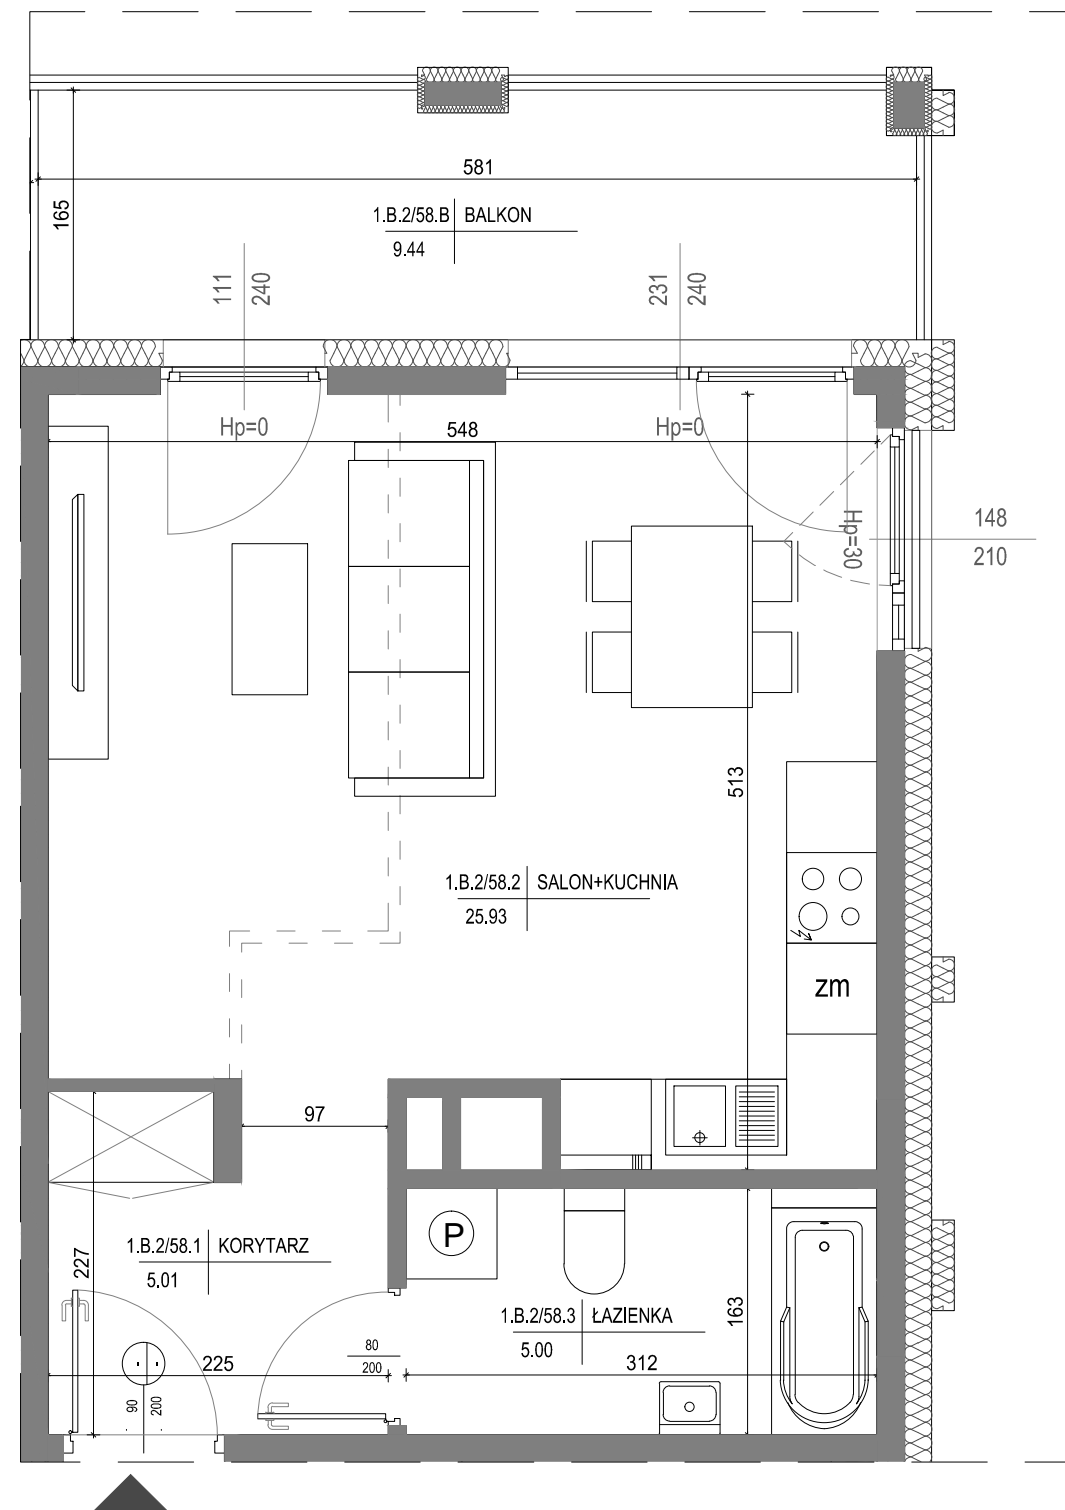 581
165
1.B.2/58.B BALKON
9.44
111
240
231
240
Hp=0
548
Hp=0
Hp=30
148
210
513
1.B.2/58.2 SALON+KUCHNIA
25.93
zm
97
P
227
1.B.2/58.1 KORYTARZ
5.01
163
1.B.2/58.3 ŁAZIENKA
5.00
80
200
225
312
90
200